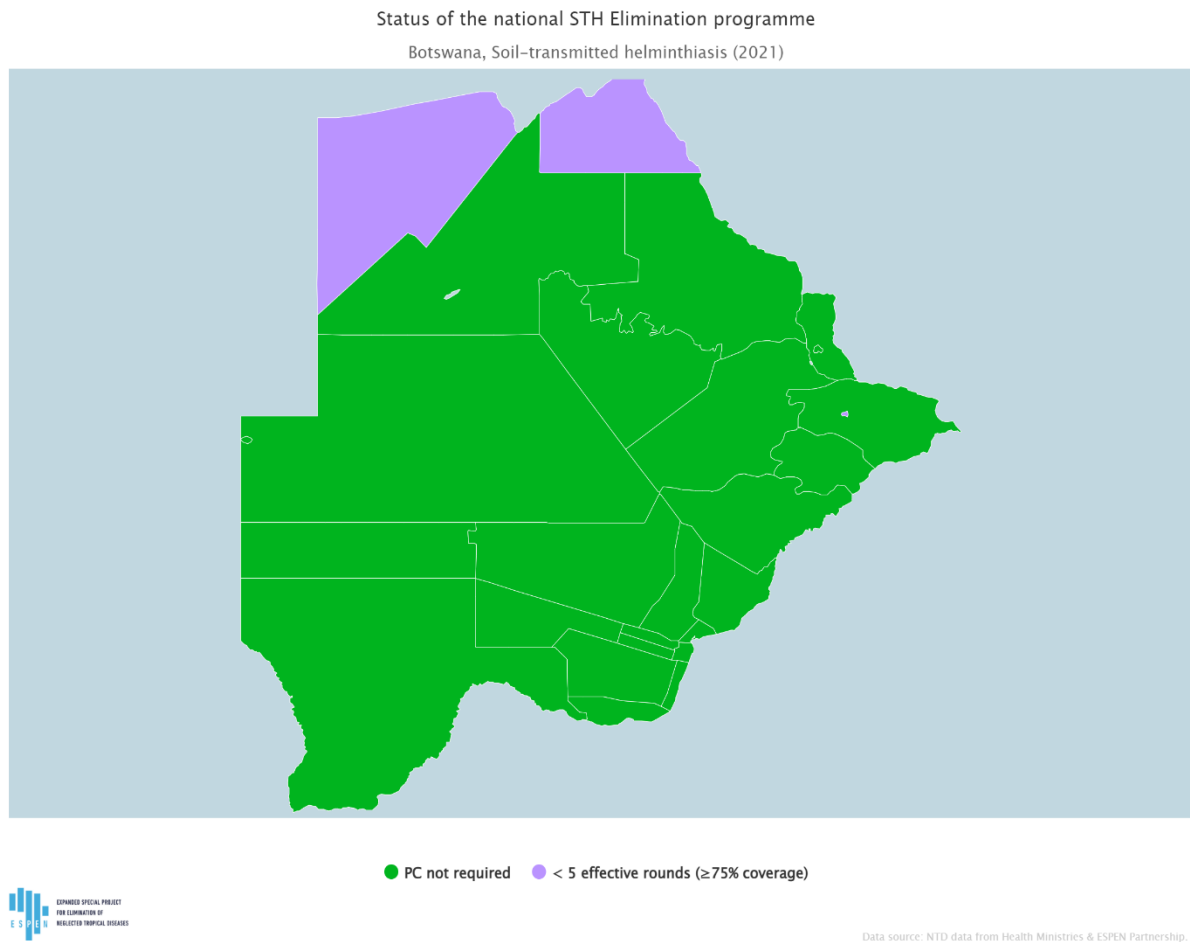 Status of the national STH Elimination programme
Botswana, Soil-transmitted helminthiasis (2021)
PC not required
< 5 effective rounds (≥75% coverage)
ESPEN
EXPANDED SPECIAL PROJECT
FOR ELIMINATION OF
NEGLECTED TROPICAL DISEASES
Data source: NTD data from Health Ministries & ESPEN Partnership.